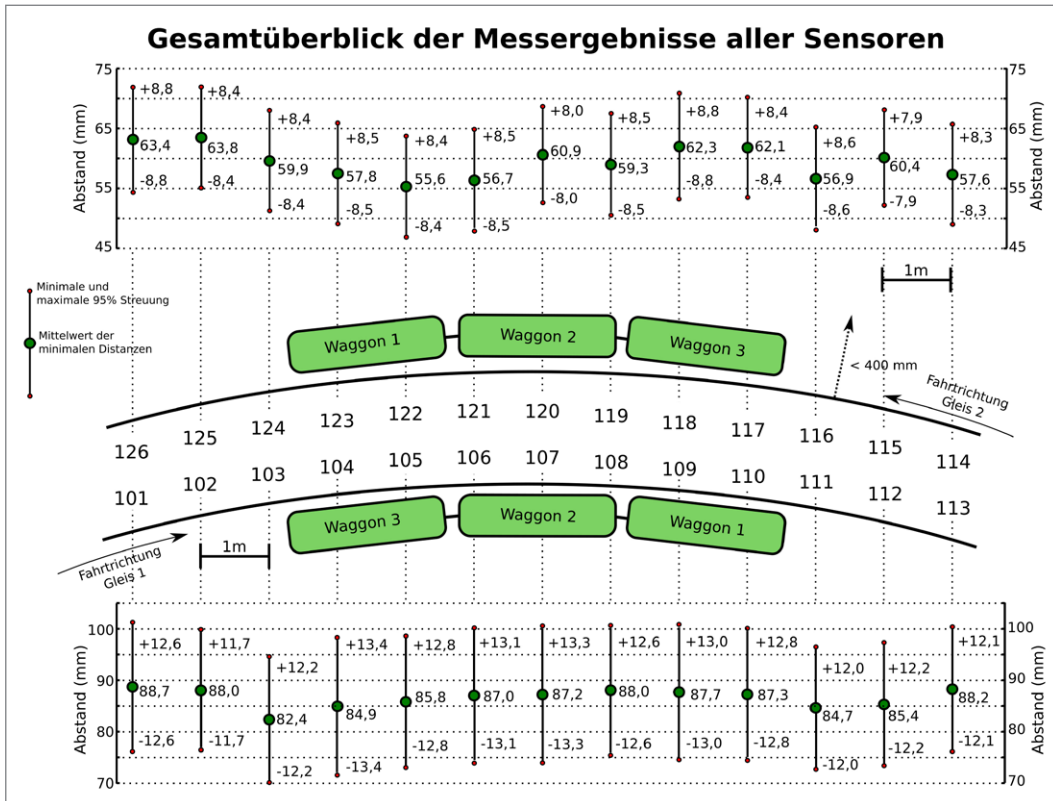 Gesamtüberblick der Messergebnisse aller Sensoren
75
65
55
45
Abstand (mm)
+8,8 +8,4 +8,4 +8,5 +8,4 +8,5 +8,0 +8,5 +8,8 +8,4 +8,6 +7,9 +8,3
63,4 63,8 59,9 57,8 55,6 56,7 60,9 59,3 62,3 62,1 56,9 60,4 57,6
-8,8 -8,4 -8,4 -8,5 -8,4 -8,5 -8,0 -8,5 -8,8 -8,4 -8,6 -7,9 -8,3
75
65
55
45
Abstand (mm)
1m
Minimale und
maximale 95% Streuung
Mittelwert der
minimalen Distanzen
Waggon 1 Waggon 2 Waggon 3
< 400 mm
Fahrtrichtung
Gleis 2
126 125 124 123 122 121 120 119 118 117 116 115 114
101 102 103 104 105 106 107 108 109 110 111 112 113
Waggon 3 Waggon 2 Waggon 1
Fahrtrichtung
Gleis 1
1m
100
90
80
70
Abstand (mm)
+12,6 +11,7 +12,2 +13,4 +12,8 +13,1 +13,3 +12,6 +13,0 +12,8 +12,0 +12,2 +12,1
88,7 88,0 82,4 84,9 85,8 87,0 87,2 88,0 87,7 87,3 84,7 85,4 88,2
-12,6 -11,7 -12,2 -13,4 -12,8 -13,1 -13,3 -12,6 -13,0 -12,8 -12,0 -12,2 -12,1
100
90
80
70
Abstand (mm)